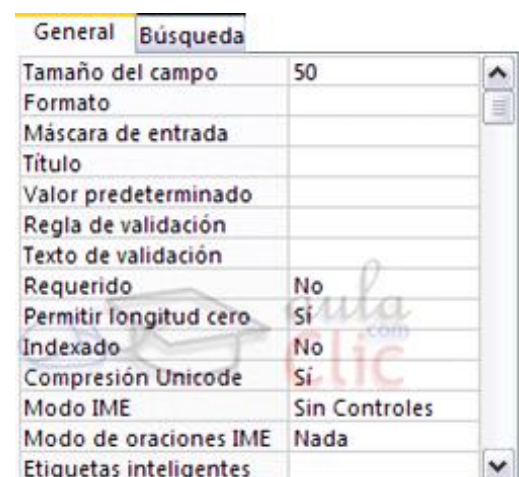 General Búsqueda
Tamaño del campo 50
Formato
Máscara de entrada
Título
Valor predeterminado
Regla de validación
Texto de validación
Requerido No
Permitir longitud cero Sí
Indexado No
Compresión Unicode Sí
Modo IME Sin Controles
Modo de oraciones IME Nada
Etiquetas inteligentes
aula
Clic
.com